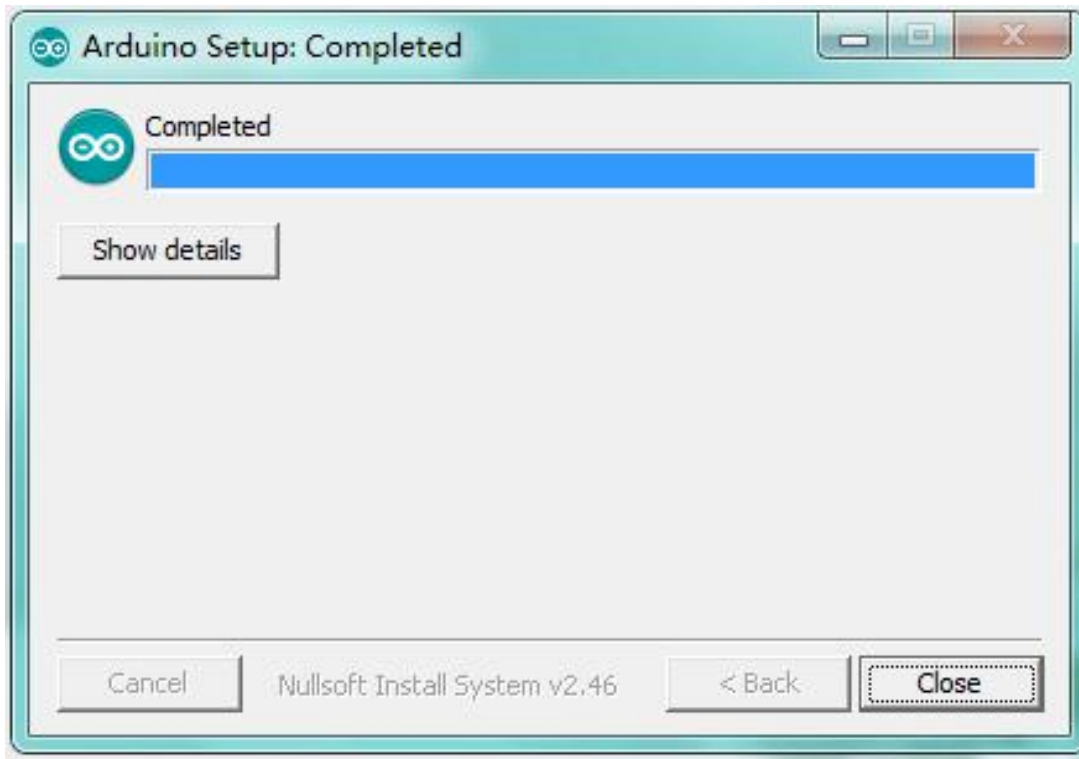 Arduino Setup: Completed
Completed
Show details
Cancel Nullsoft Install System v2.46 < Back Close